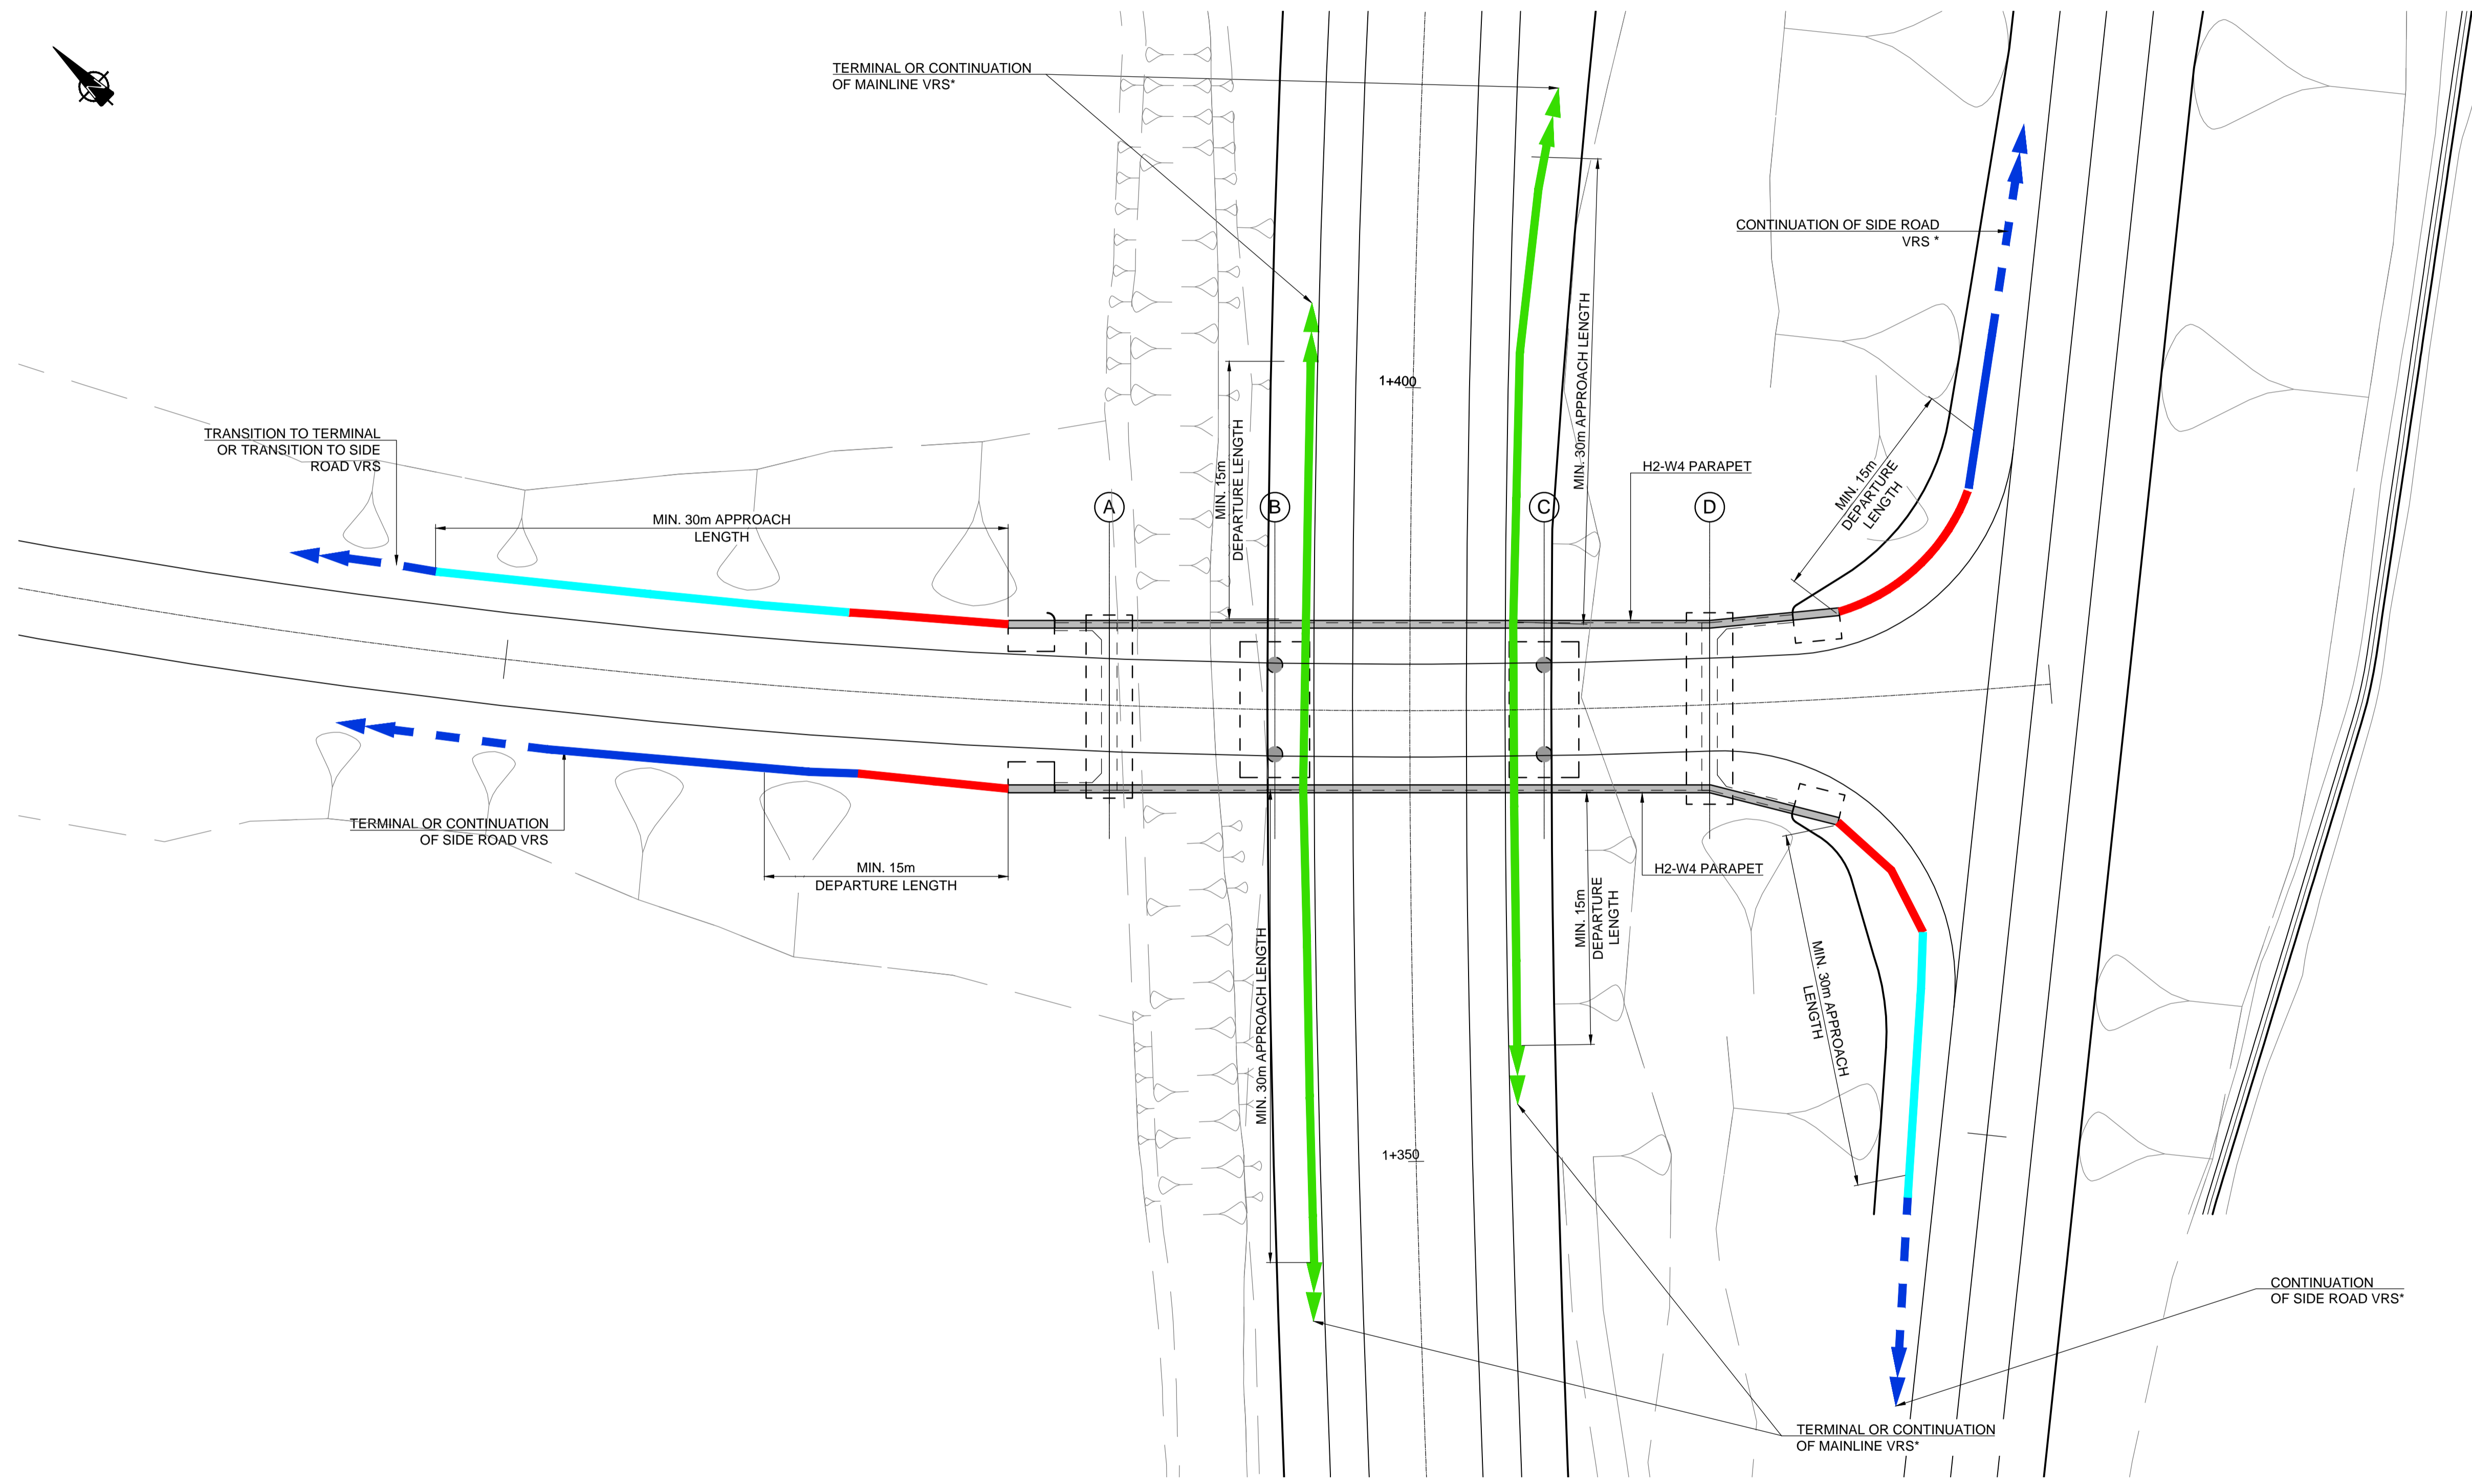 TERMINAL OR CONTINUATION
OF MAINLINE VRS*
CONTINUATION OF SIDE ROAD
VRS *
1+400
MIN. 30m APPROACH LENGTH
MIN. 15m
DEPARTURE LENGTH
TRANSITION TO TERMINAL
OR TRANSITION TO SIDE
ROAD VRS
H2-W4 PARAPET
MIN. 15m
DEPARTURE
LENGTH
MIN. 30m APPROACH
LENGTH
A
B
C
D
N
TERMINAL OR CONTINUATION
OF SIDE ROAD VRS
MIN. 15m
DEPARTURE LENGTH
H2-W4 PARAPET
MIN. 15m
DEPARTURE
LENGTH
MIN. 30m APPROACH LENGTH
MIN. 30m APPROACH
LENGTH
1+350
CONTINUATION
OF SIDE ROAD VRS*
TERMINAL OR CONTINUATION
OF MAINLINE VRS*